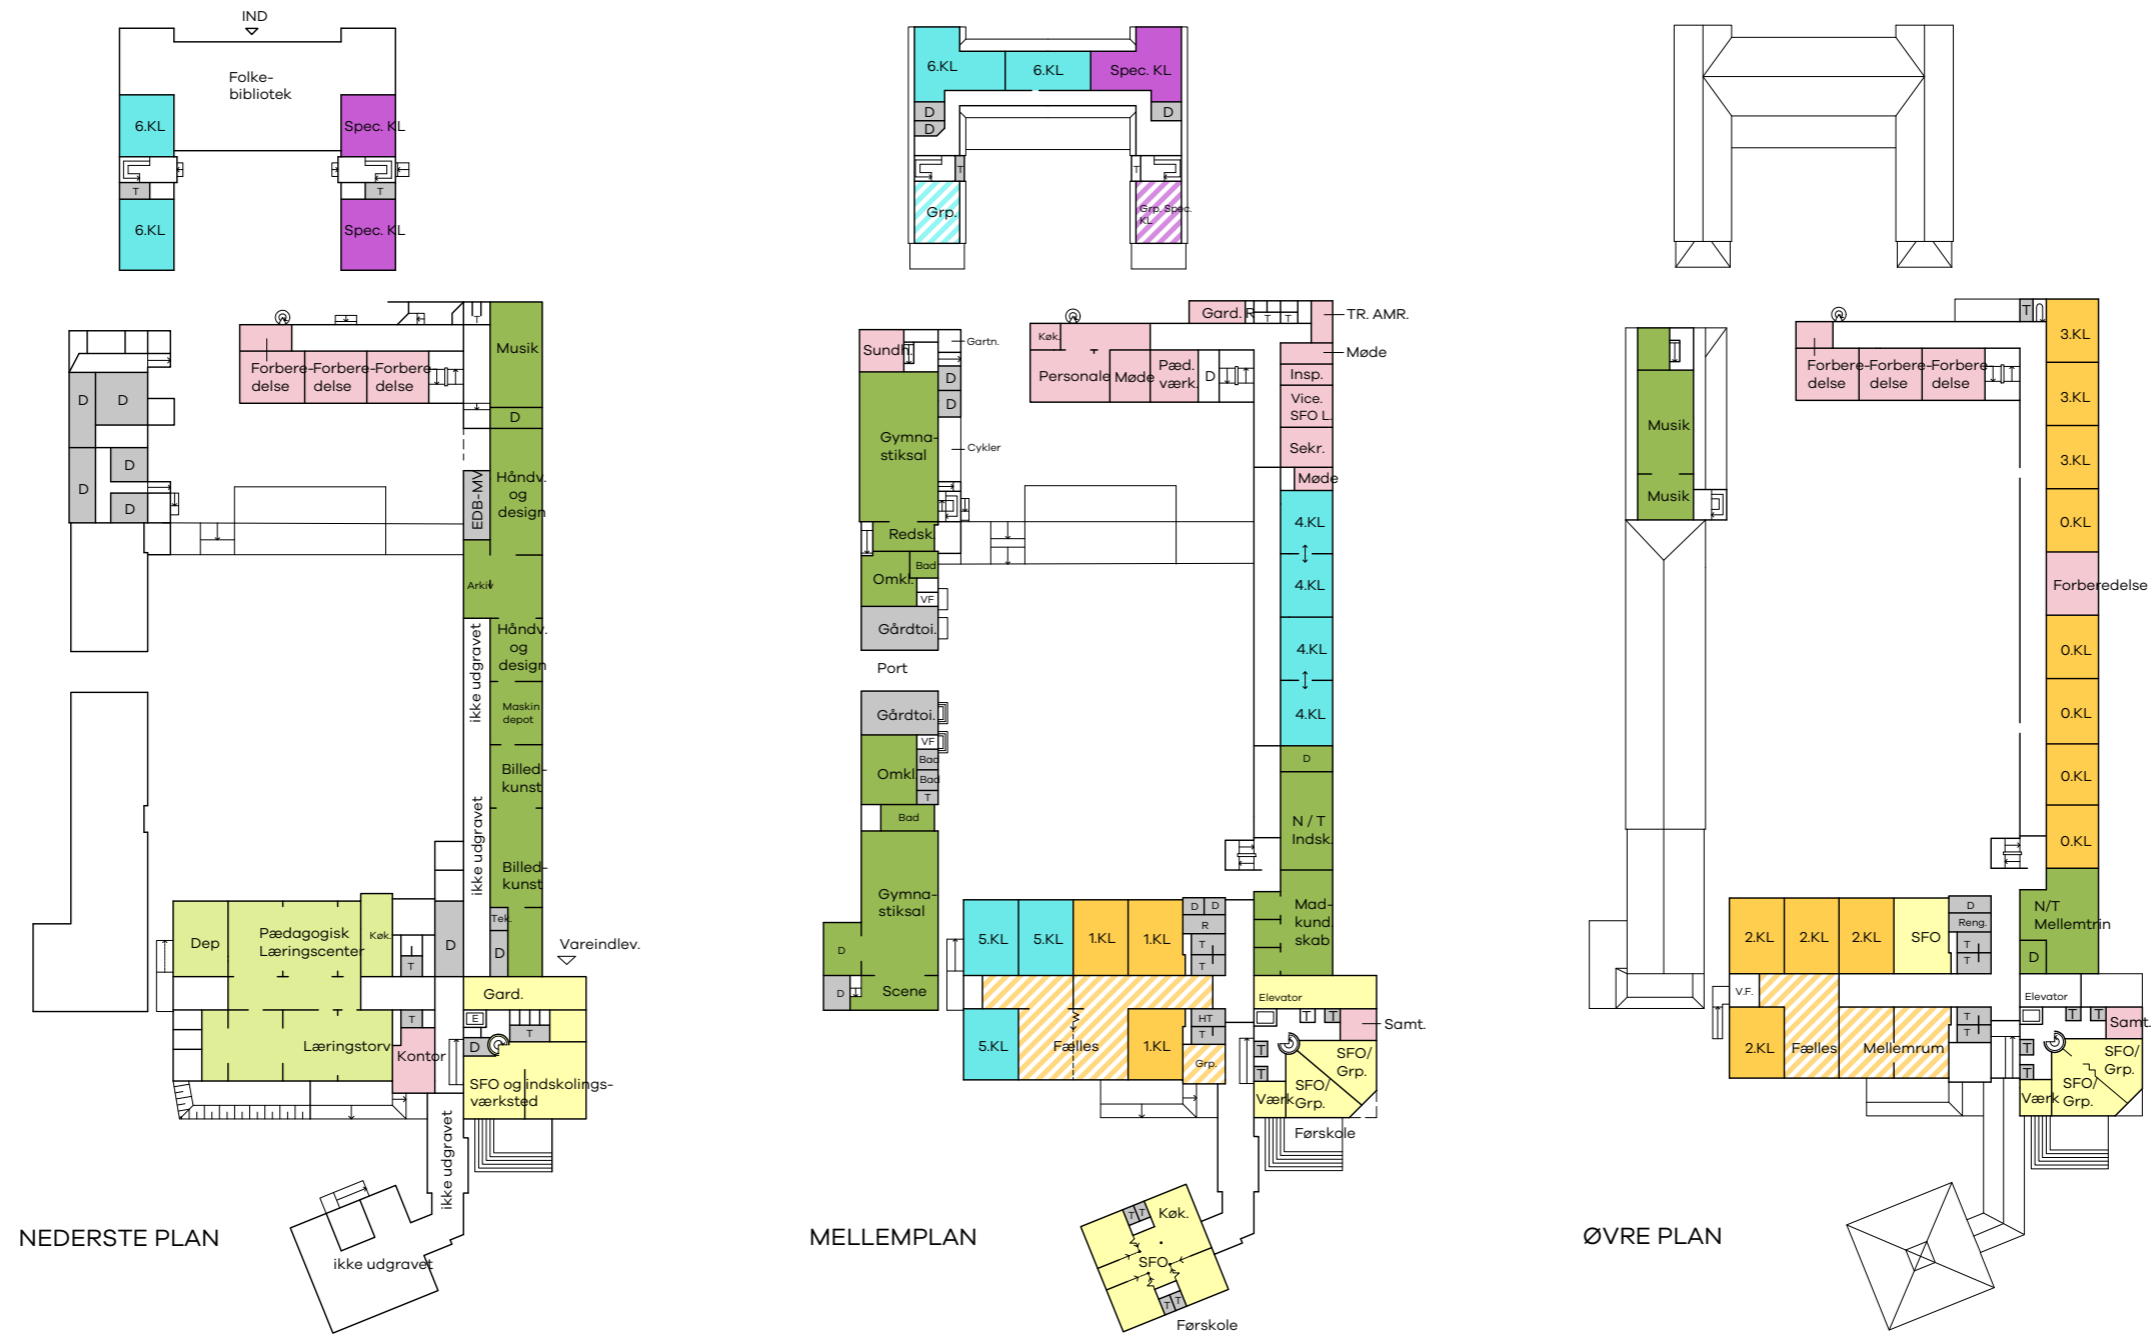 IND
Folke-
bibliotek
6.KL
Spec. KL
T
T
6.KL
Spec. KL
Musik
Forbere-
delse
Forbere-
delse
Forbere
delse
D
D
D
D
D
D
EDB-MV
Håndv.
og
design
Arkiv
ikke udgravet
Håndv.
og
design
Maskin
depot
Billed-
kunst
ikke udgravet
Billed-
kunst
Tek.
D
D
Vareindlev.
Dep
Pædagogisk
Læringscenter
Køk.
T
Gard.
E
T
T
D
Læringstorv
Kontor
SFO og indskolings-
værksted
ikke udgravet
ikke udgravet
NEDERSTE PLAN
6.KL
6.KL
Spec. KL
D
D
D
T
T
Grp.
Grp. Spec.
KL
Gard.
R
T
T
TR. AMR.
Sundh.
Gartn.
Køk.
Personale
Møde
Pæd.
værk.
D
Møde
Insp.
Vice.
SFO L.
Sekr.
Møde
D
D
Gymna-
stiksal
Cykler
Redsk.
Bad
Omkl.
VF
Gårdtoi.
Port
Gårdtoi.
VF
Omkl.
Bad
Bad
T
Bad
Gymna-
stiksal
D
D
Scene
4.KL
4.KL
4.KL
4.KL
D
N / T
Indsk.
Mad-
kund.
skab
5.KL
5.KL
1.KL
1.KL
D
D
R
T
T
Elevator
5.KL
Fælles
1.KL
HT
T
Grp.
T
T
Samt.
T
T
SFO/
Grp.
SFO/
Grp.
Værk
Førskole
T
T
Køk.
SFO
T
T
Førskole
MELLEMPLAN
T
3.KL
3.KL
3.KL
0.KL
Forberedelse
0.KL
0.KL
0.KL
0.KL
Forbere-
delse
Forbere-
delse
Forbere
delse
Musik
Musik
N/T
Mellemtrin
D
2.KL
2.KL
2.KL
SFO
D
Reng.
T
T
V.F.
Elevator
2.KL
Fælles
Mellemrum
T
T
T
T
Samt.
T
T
SFO/
Grp.
SFO/
Grp.
Værk
ØVRE PLAN